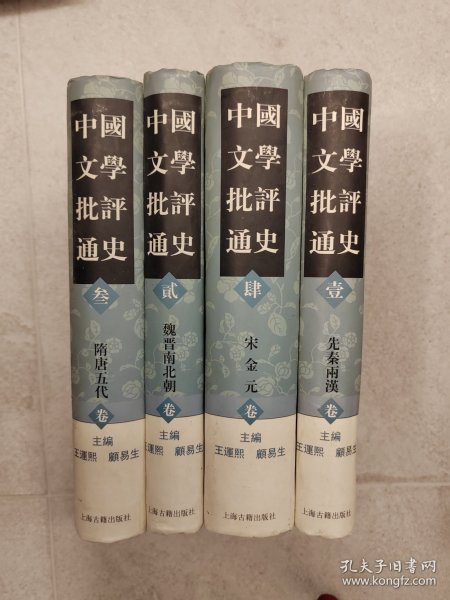 中國
文學
批評
通史
叁
隋唐五代
卷
主編
王運熙 顧易生
上海古籍出版社
中國
文學
批評
通史
貳
魏晋南北朝
卷
主編
王運熙 顧易生
上海古籍出版社
中國
文學
批評
通史
肆
宋金元
卷
主編
王運熙 顧易生
上海古籍出版社
中國
文學
批評
通史
壹
先秦兩漢
卷
主編
王運熙 顧易生
上海古籍出版社
孔夫子旧书网
www.kongfz.com